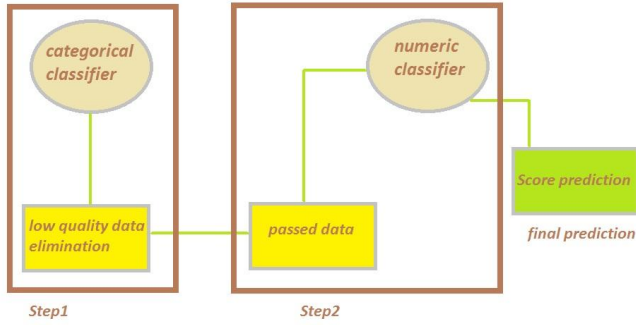 categorical
classifier
numeric
classifier
Score prediction
low quality data
elimination
passed data
final prediction
Step1
Step2